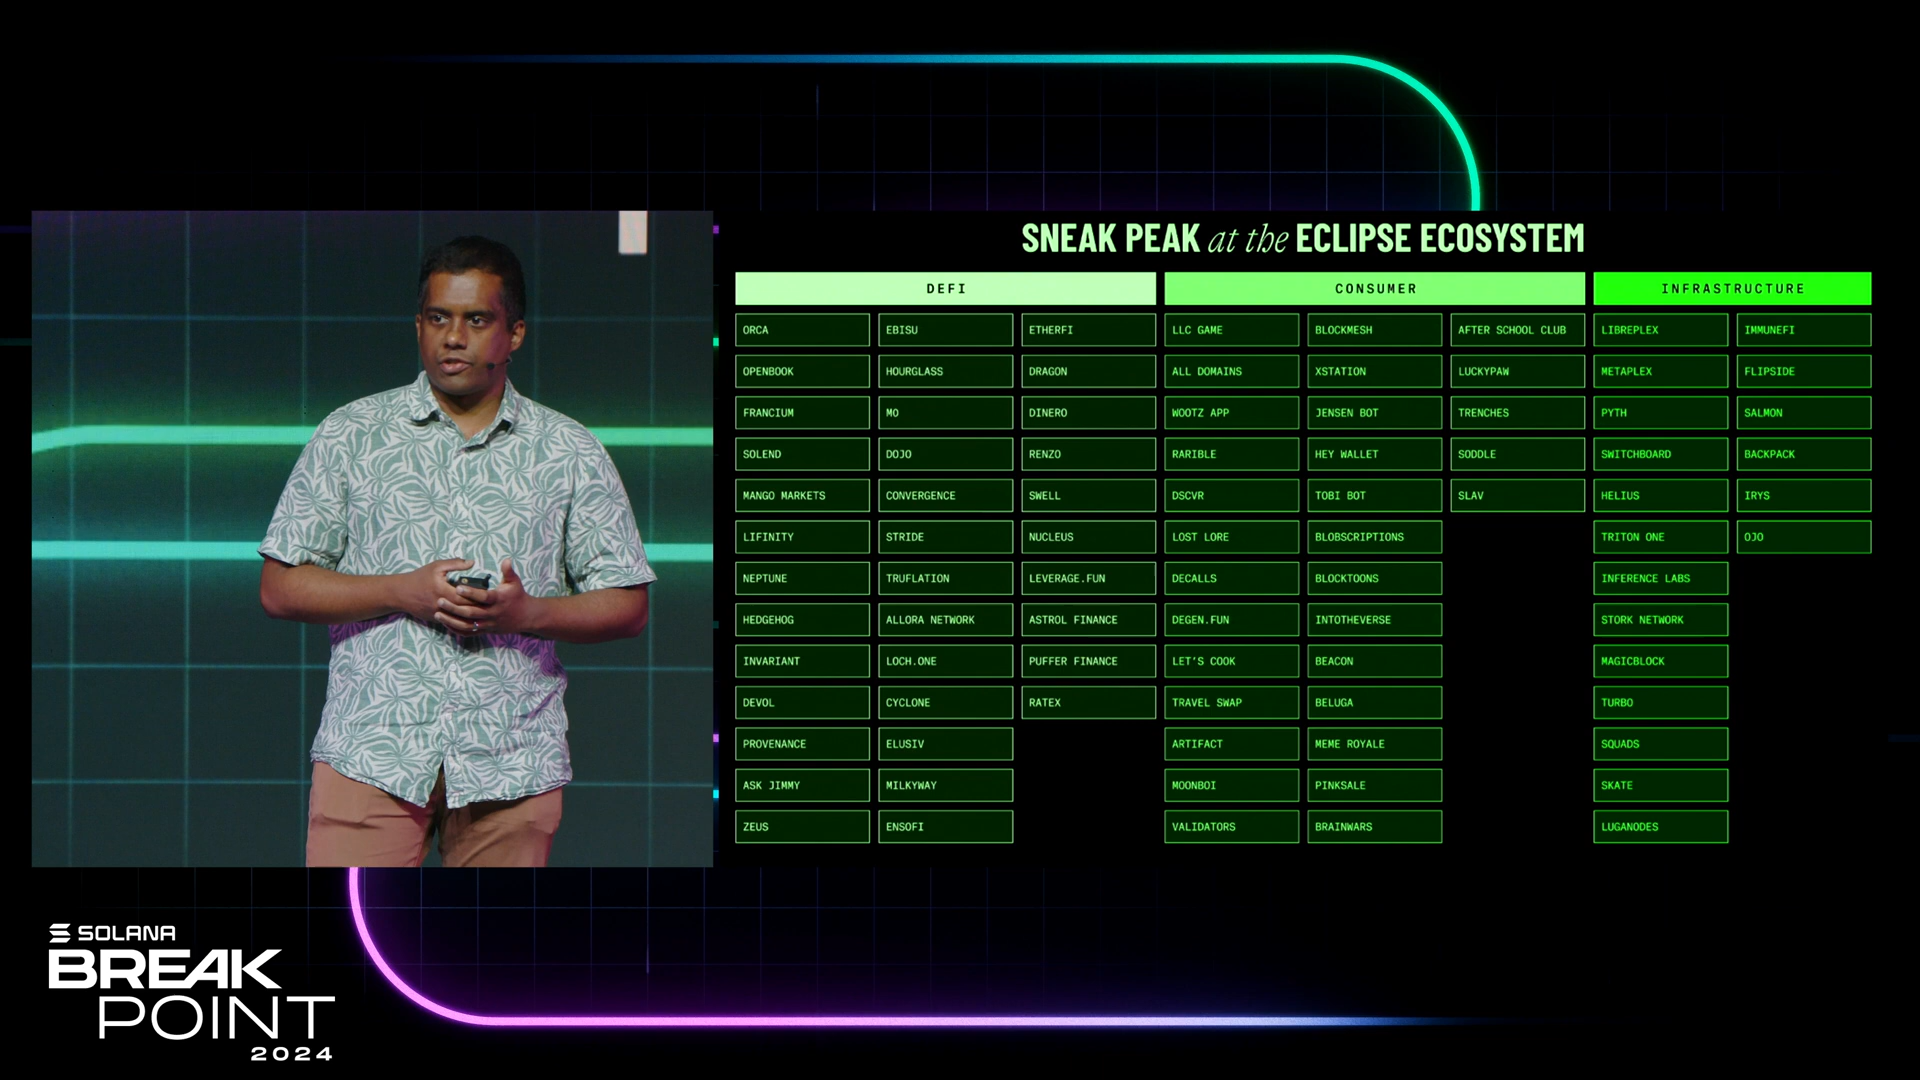 SNEAK PEAK at the ECLIPSE ECOSYSTEM
DEFI
ORCA
EBISU
ETHERFI
OPENBOOK
HOURGLASS
DRAGON
FRANCIUM
MO
DINERO
SOLEND
DOJO
RENZO
MANGO MARKETS
CONVERGENCE
SWELL
LIFINITY
STRIDE
NUCLEUS
NEPTUNE
TRUFLATION
LEVERAGE.FUN
HEDGEHOG
ALLORA NETWORK
ASTROL FINANCE
INVARIANT
LOCH.ONE
PUFFER FINANCE
DEVOL
CYCLONE
RATEX
PROVENANCE
ELUSIV
ASK JIMMY
MILKYWAY
ZEUS
ENSOFI
CONSUMER
LLC GAME
BLOCKMESH
AFTER SCHOOL CLUB
ALL DOMAINS
XSTATION
LUCKYPAW
WOOTZ APP
JENSEN BOT
TRENCHES
RARIBLE
HEY WALLET
SODDLE
DSCVR
TOBI BOT
SLAV
LOST LORE
BLOBSCRIPTIONS
DECALLS
BLOCKTOONS
DEGEN.FUN
INTOTHEVERSE
LET'S COOK
BEACON
TRAVEL SWAP
BELUGA
ARTIFACT
MEME ROYALE
MOONBOI
PINKSALE
VALIDATORS
BRAINWARS
INFRASTRUCTURE
LIBREPLEX
IMMUNEFI
METAPLEX
FLIPSIDE
PYTH
SALMON
SWITCHBOARD
BACKPACK
HELIUS
IRYS
TRITON ONE
OJO
INFERENCE LABS
STORK NETWORK
MAGICBLOCK
TURBO
SQUADS
SKATE
LUGANODES
SOLANA
BREAK
POINT
2024